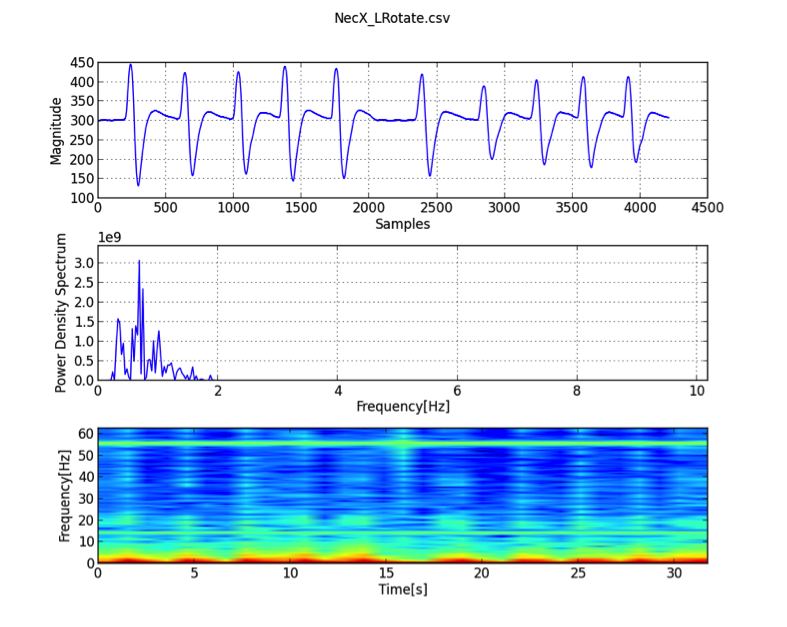 NecX_LRotate.csv
450
400
350
300
250
200
150
100
Magnitude
0 500 1000 1500 2000 2500 3000 3500 4000 4500
Samples
1e9
3.0
2.5
2.0
1.5
1.0
0.5
0.0
Power Density Spectrum
0 2 4 6 8 10
Frequency[Hz]
60
50
40
30
20
10
0
Frequency[Hz]
0 5 10 15 20 25 30
Time[s]